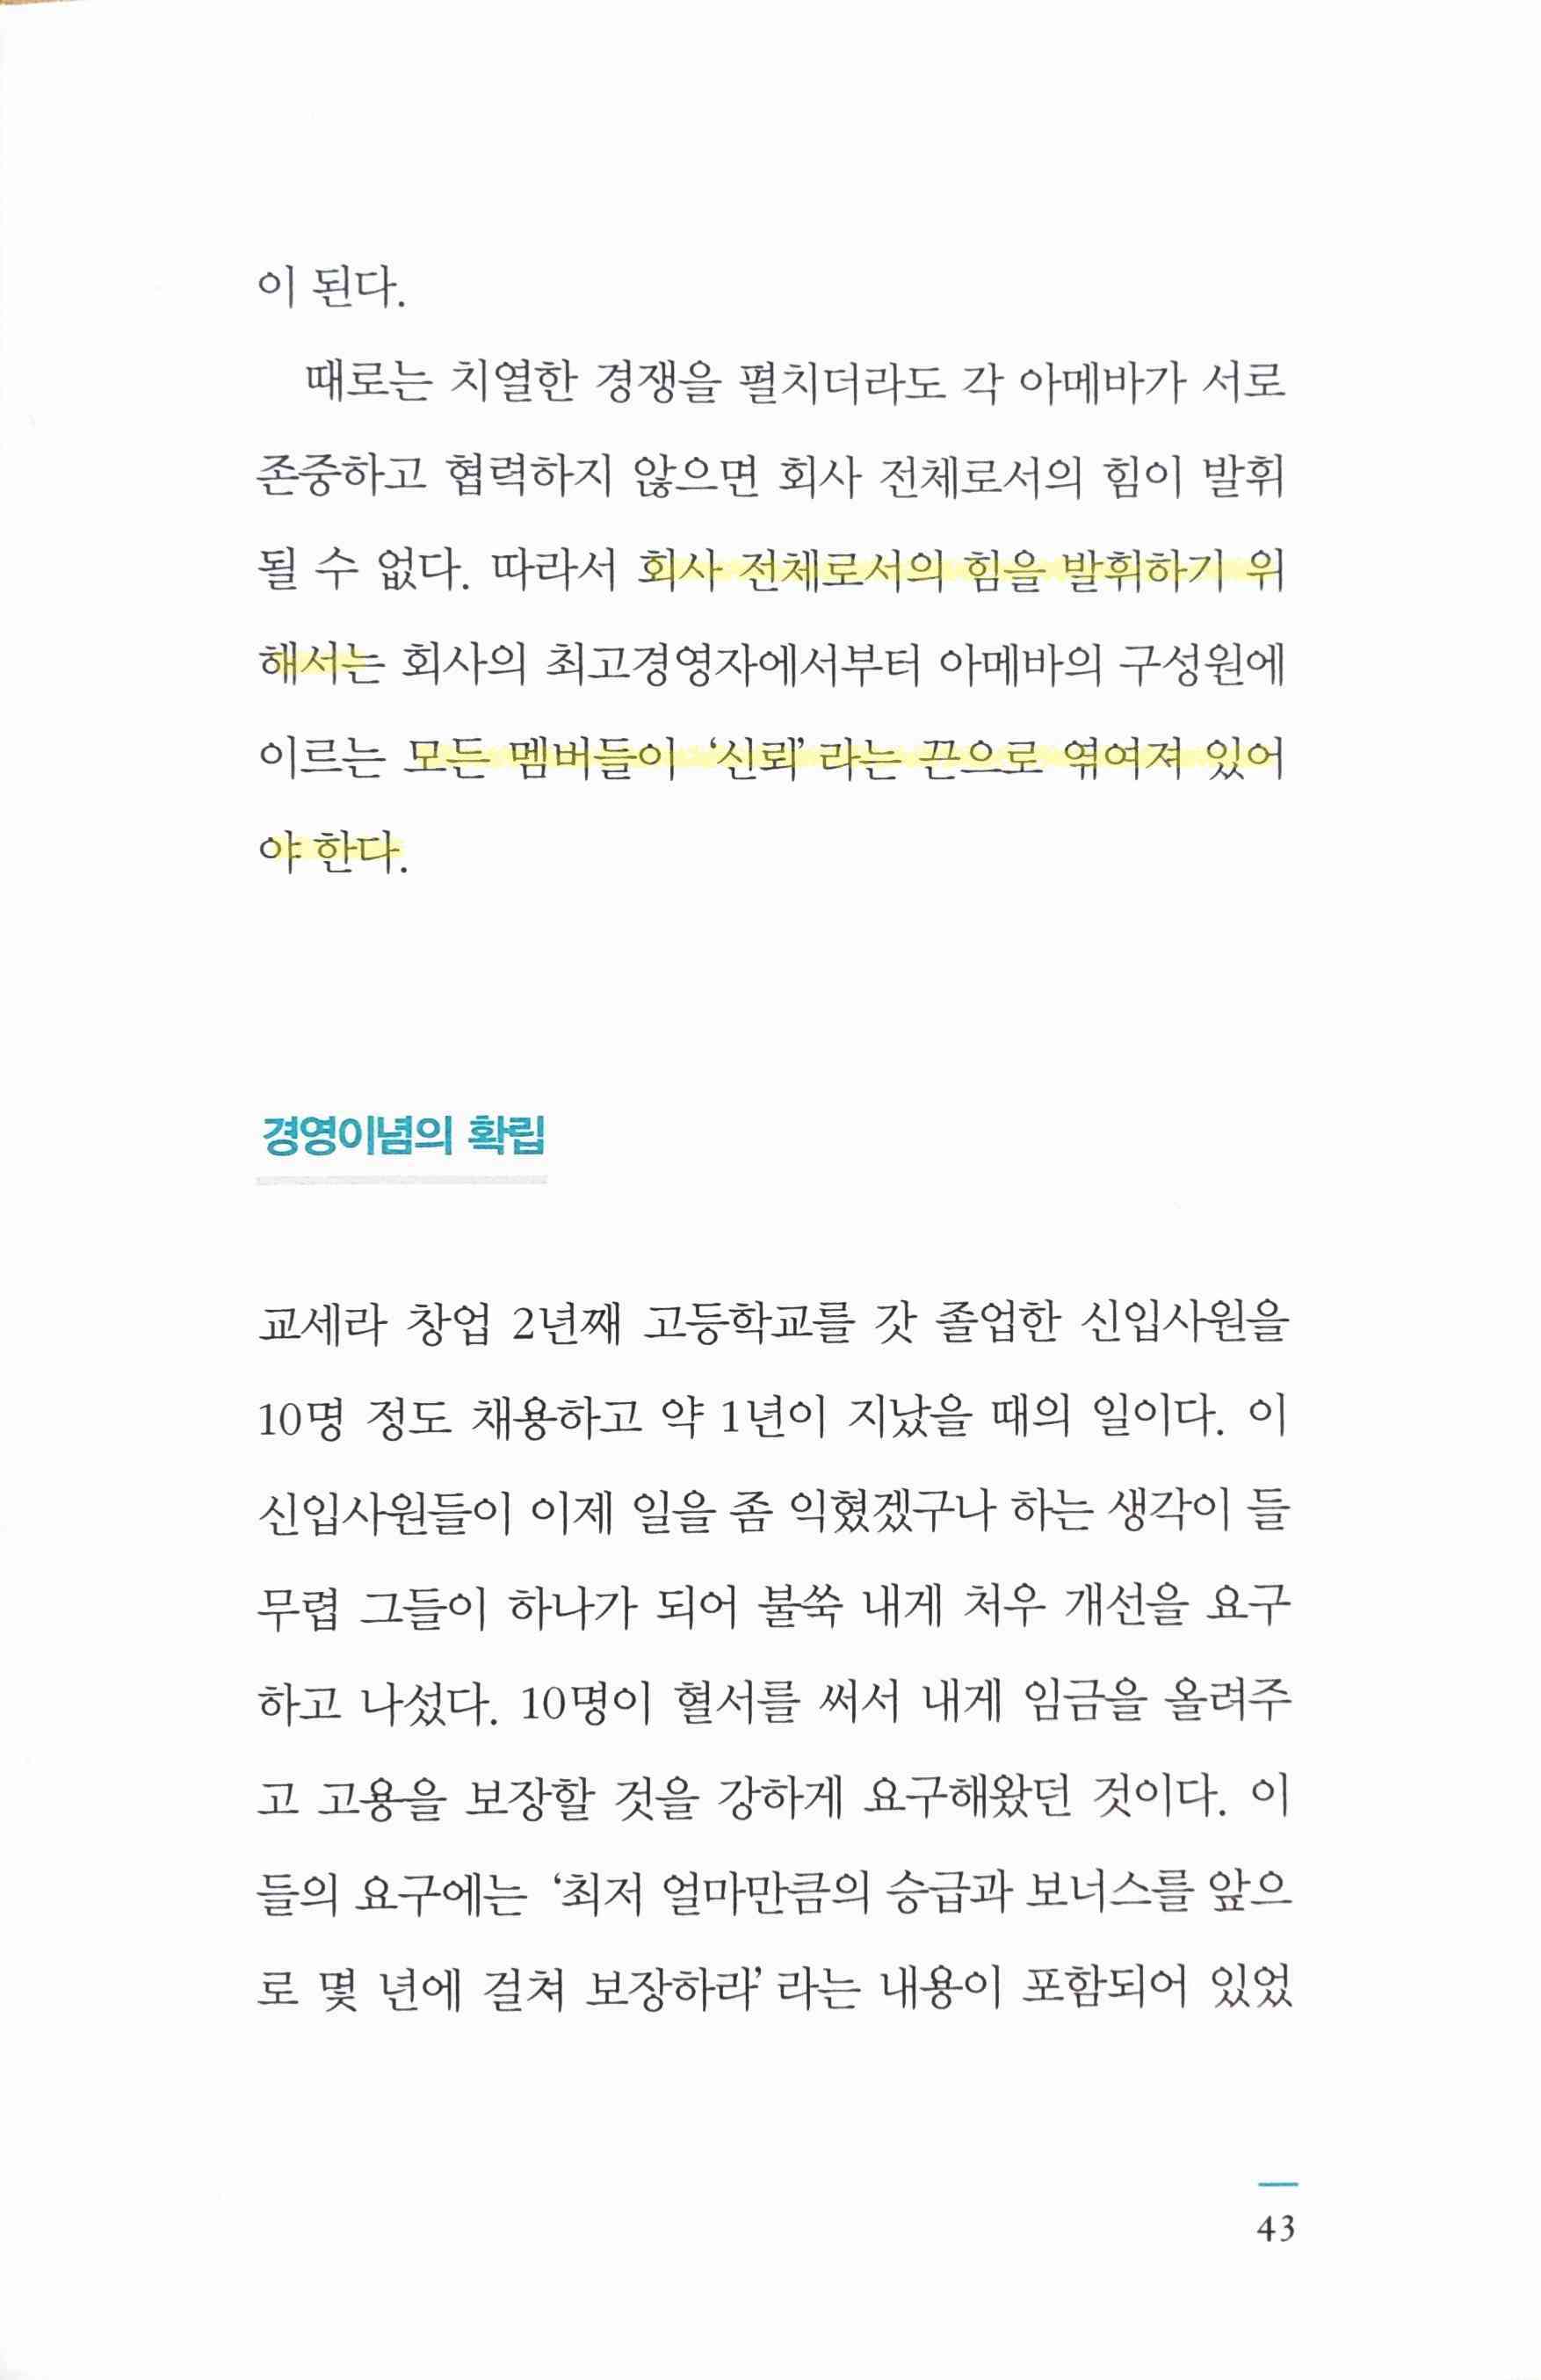 이 된다.
때로는 치열한 경쟁을 펼치더라도 각 아메바가 서로
존중하고 협력하지 않으면 회사 전체로서의 힘이 발휘
될 수 없다. 따라서 회사 전체로서의 힘을 발휘하기 위
해서는 회사의 최고경영자에서부터 아메바의 구성원에
이르는 모든 멤버들이 ‘신뢰’라는 끈으로 엮여져 있어
야 한다.
경영이념의 확립
교세라 창업 2년째 고등학교를 갓 졸업한 신입사원을
10명 정도 채용하고 약 1년이 지났을 때의 일이다. 이
신입사원들이 이제 일을 좀 익혔겠구나 하는 생각이 들
무렵 그들이 하나가 되어 불쑥 내게 처우 개선을 요구
하고 나섰다. 10명이 혈서를 써서 내게 임금을 올려주
고 고용을 보장할 것을 강하게 요구해왔던 것이다. 이
들의 요구에는 ‘최저 얼마만큼의 승급과 보너스를 앞으
로 몇 년에 걸쳐 보장하라’라는 내용이 포함되어 있었
43